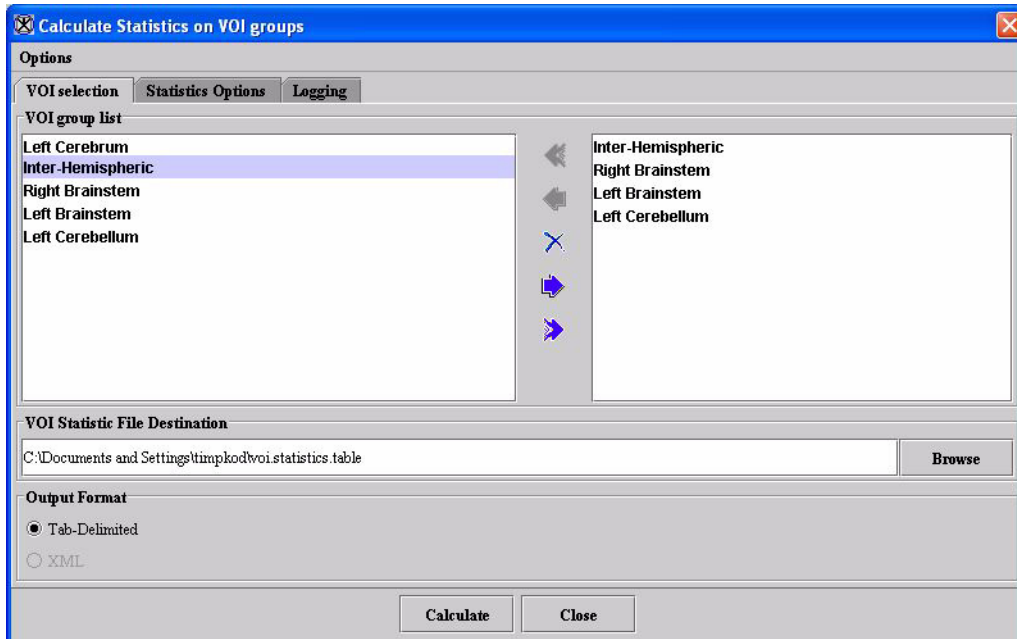 Calculate Statistics on VOI groups
Options
VOI selection
Statistics Options
Logging
VOI group list
Left Cerebrum
Inter-Hemispheric
Right Brainstem
Left Brainstem
Left Cerebellum
Inter-Hemispheric
Right Brainstem
Left Brainstem
Left Cerebellum
VOI Statistic File Destination
C:\Documents and Settings\timpkod\voi.statistics.table
Browse
Output Format
Tab-Delimited
XML
Calculate
Close